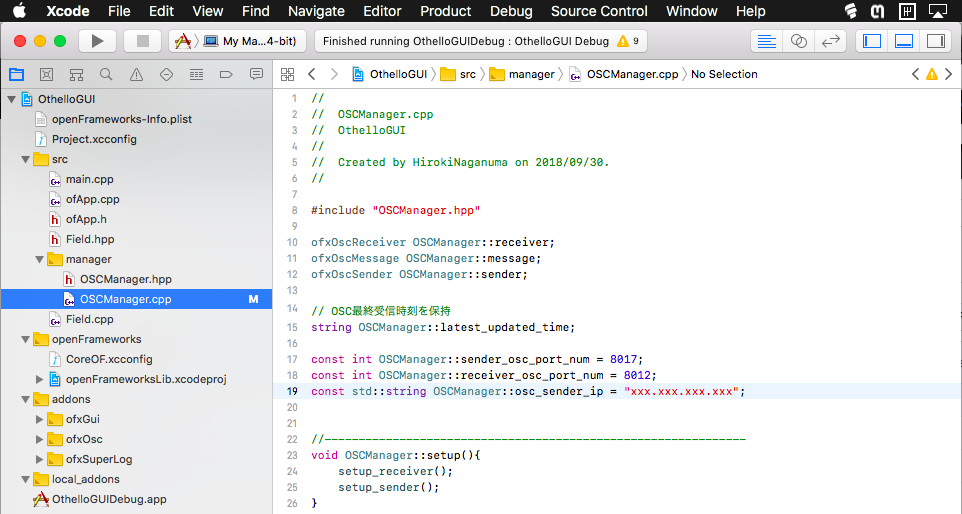 Xcode File Edit View Find Navigate Editor Product Debug Source Control Window Help
My Ma...4-bit) Finished running OthelloGUIDebug : OthelloGUI Debug 9
OthelloGUI src manager OSCManager.cpp No Selection
OthelloGUI
openFrameworks-Info.plist
Project.xcconfig
src
main.cpp
ofApp.cpp
ofApp.h
Field.hpp
manager
OSCManager.hpp
OSCManager.cpp M
Field.cpp
openFrameworks
CoreOF.xcconfig
openFrameworksLib.xcodeproj
addons
ofxGui
ofxOsc
ofxSuperLog
local_addons
OthelloGUIDebug.app
1 //
2 //  OSCManager.cpp
3 //  OthelloGUI
4 //
5 //  Created by HirokiNaganuma on 2018/09/30.
6 //
7
8 #include "OSCManager.hpp"
9
10 ofxOscReceiver OSCManager::receiver;
11 ofxOscMessage OSCManager::message;
12 ofxOscSender OSCManager::sender;
13
14 // OSC最終受信時刻を保持
15 string OSCManager::latest_updated_time;
16
17 const int OSCManager::sender_osc_port_num = 8017;
18 const int OSCManager::receiver_osc_port_num = 8012;
19 const std::string OSCManager::osc_sender_ip = "xxx.xxx.xxx.xxx";
20
21
22 //--------------------------------------------------------------
23 void OSCManager::setup(){
24     setup_receiver();
25     setup_sender();
26 }